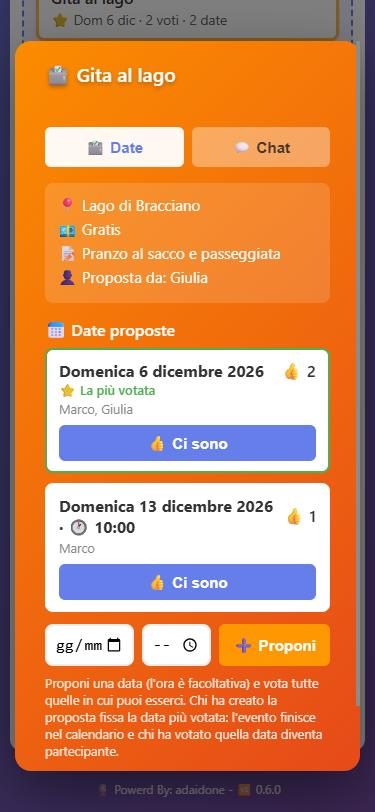 Gita al lago
Dom 6 dic · 2 voti · 2 date
Gita al lago
Date
Chat
Lago di Bracciano
Gratis
Pranzo al sacco e passeggiata
Proposta da: Giulia
Date proposte
Domenica 6 dicembre 2026
2
La più votata
Marco, Giulia
Ci sono
Domenica 13 dicembre 2026
· 10:00
1
Marco
Ci sono
gg/mm
--
Proponi
Proponi una data (l'ora è facoltativa) e vota tutte
quelle in cui puoi esserci. Chi ha creato la
proposta fissa la data più votata: l'evento finisce
nel calendario e chi ha votato quella data diventa
partecipante.
Powerd By: adaidone - 0.6.0